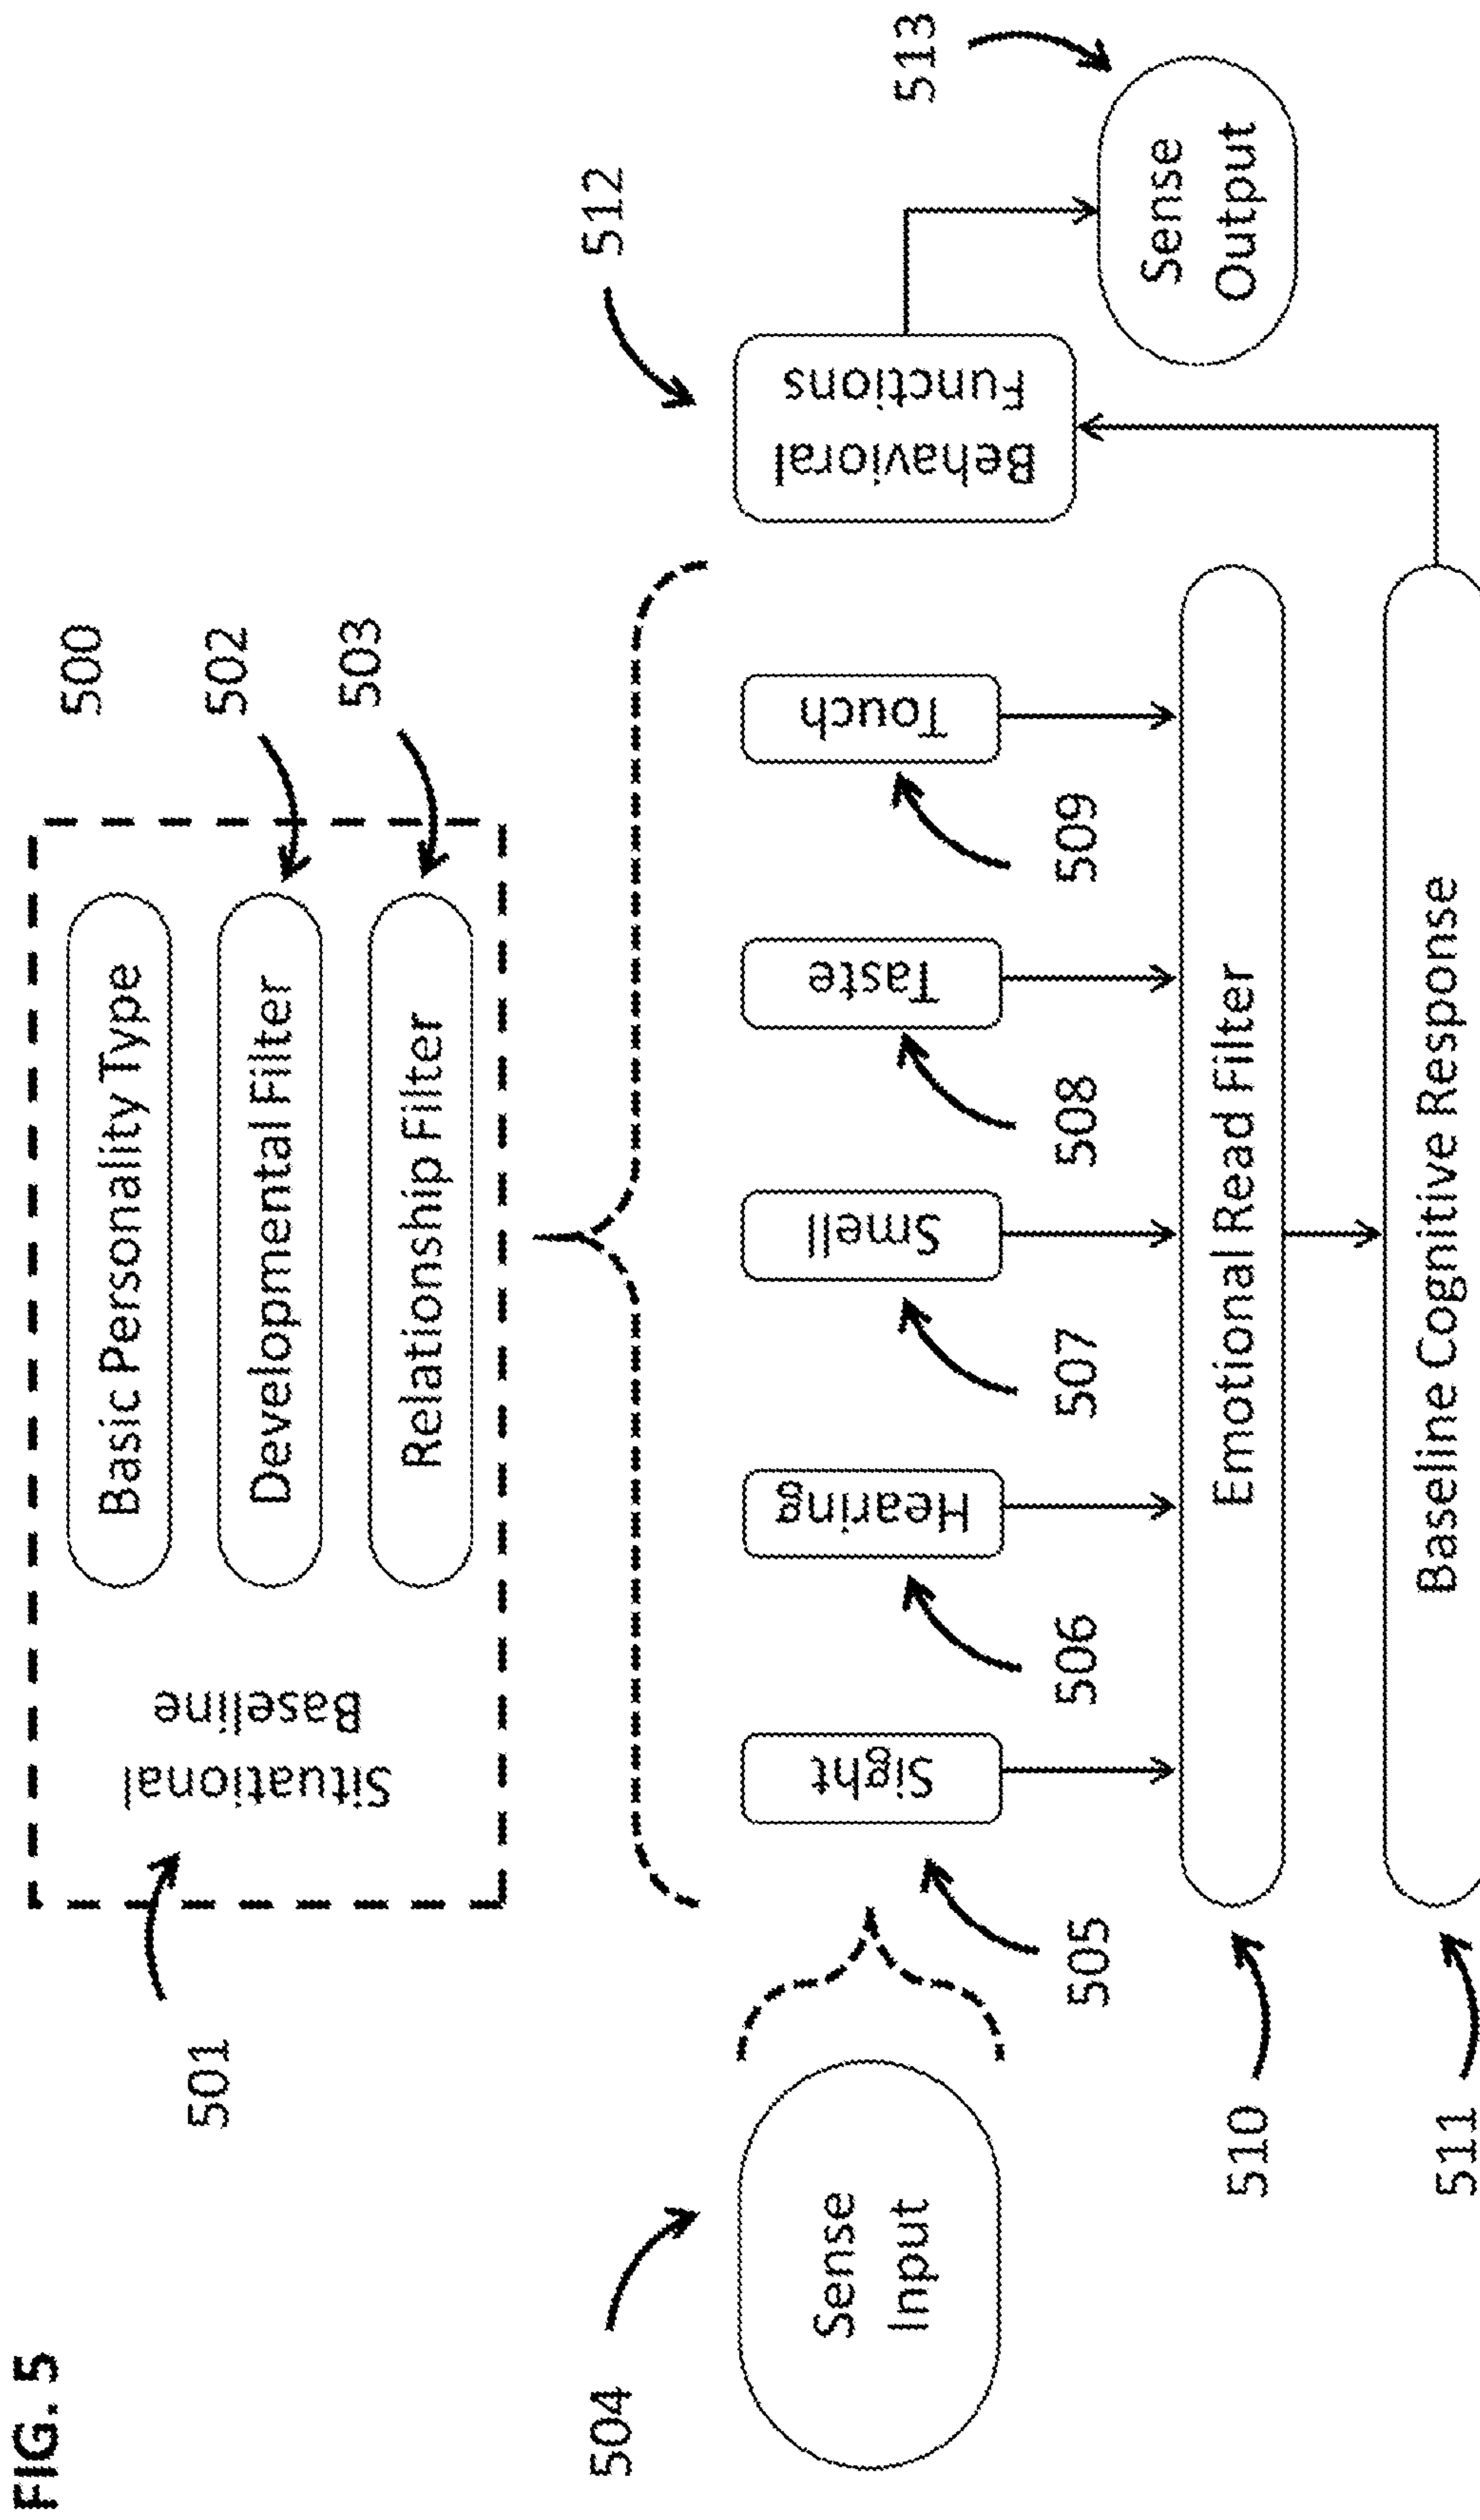 FIG. 5
500
501
Situational
Baseline
Basic Personality Type
Developmental Filter
Relationship Filter
502
503
504
Sense
Input
Sight
Hearing
Smell
Taste
Touch
505
506
507
508
509
510
Emotional Read Filter
511
Baseline Cognitive Response
512
Behavioral
Functions
513
Sense
Output